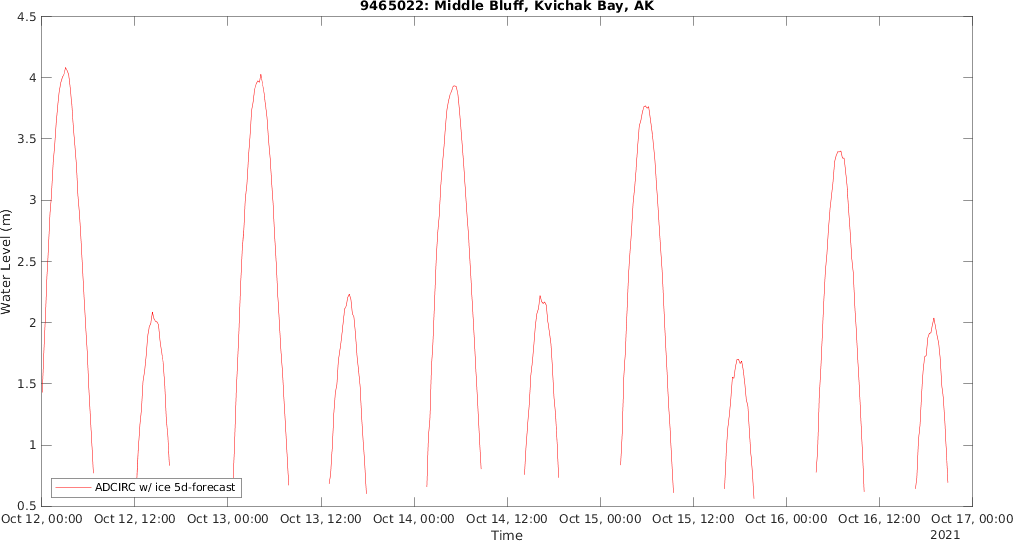 9465022: Middle Bluff, Kvichak Bay, AK
4.5
4
3.5
3
2.5
2
1.5
1
0.5
Water Level (m)
ADCIRC w/ ice 5d-forecast
Oct 12, 00:00 Oct 12, 12:00 Oct 13, 00:00 Oct 13, 12:00 Oct 14, 00:00 Oct 14, 12:00 Oct 15, 00:00 Oct 15, 12:00 Oct 16, 00:00 Oct 16, 12:00 Oct 17, 00:00
Time
2021